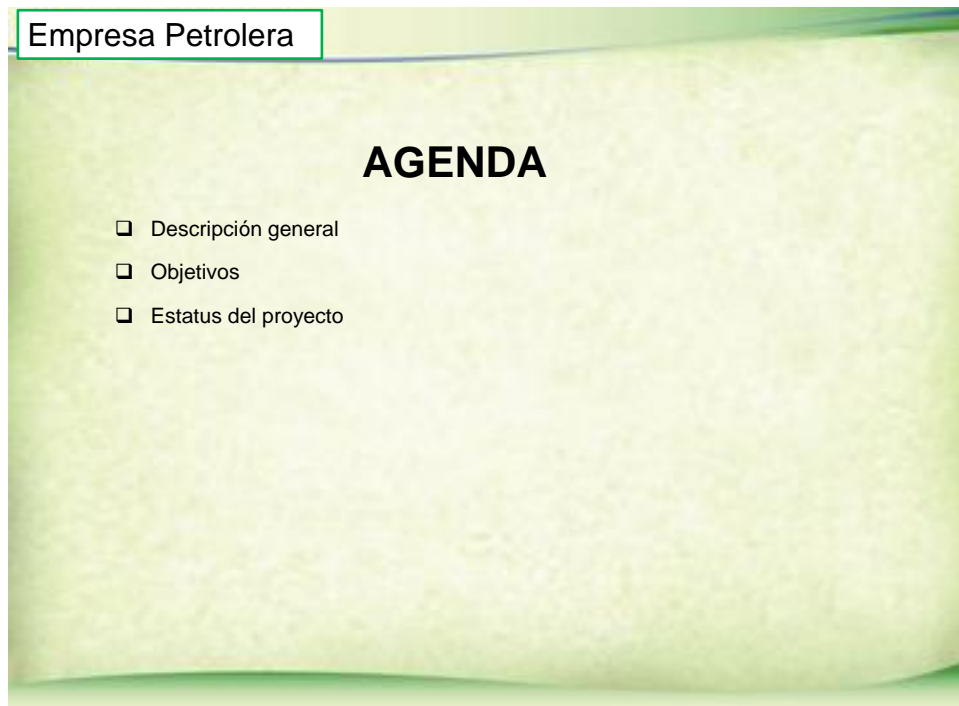 Empresa Petrolera
AGENDA
❑ Descripción general
❑ Objetivos
❑ Estatus del proyecto